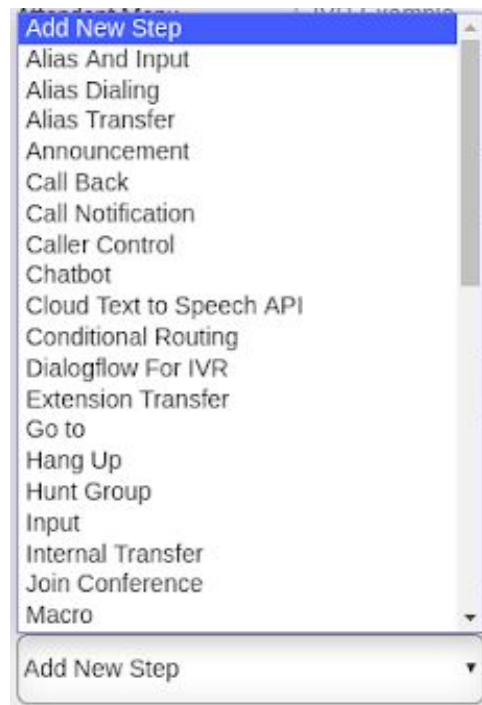 Add New Step
Alias And Input
Alias Dialing
Alias Transfer
Announcement
Call Back
Call Notification
Caller Control
Chatbot
Cloud Text to Speech API
Conditional Routing
Dialogflow For IVR
Extension Transfer
Go to
Hang Up
Hunt Group
Input
Internal Transfer
Join Conference
Macro
Add New Step